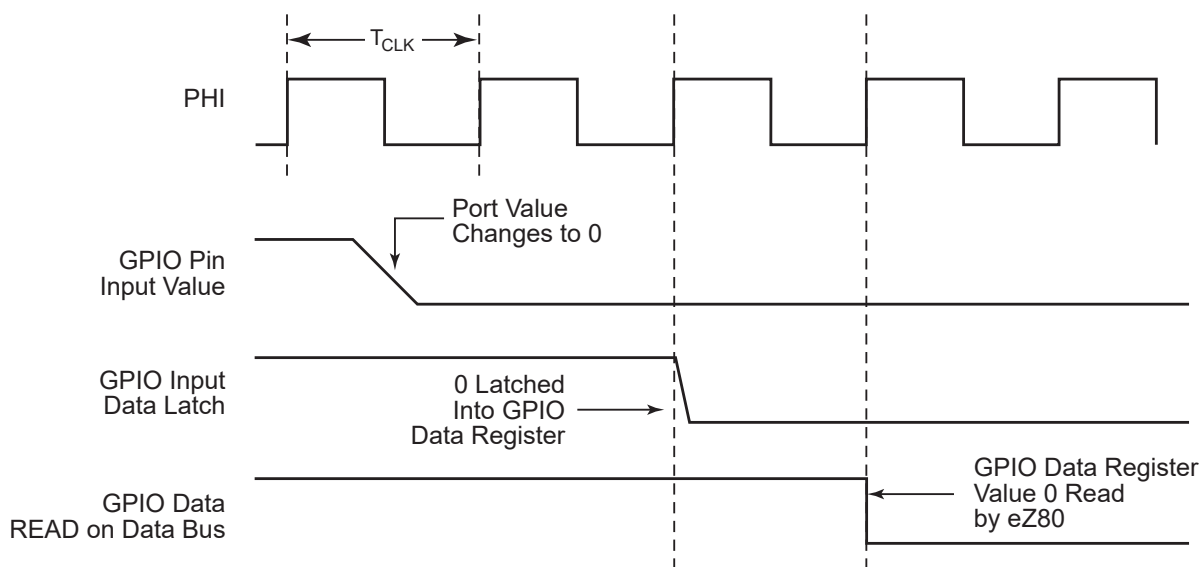 TCLK
PHI
Port Value
Changes to 0
GPIO Pin
Input Value
GPIO Input
Data Latch
0 Latched
Into GPIO
Data Register
GPIO Data
READ on Data Bus
GPIO Data Register
Value 0 Read
by eZ80